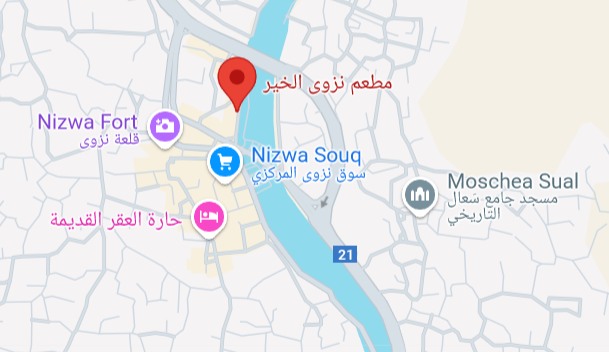 مطعم نزوى الخير
Nizwa Fort
قلعة نزوى
Nizwa Souq
سوق نزوى المركزي
Moschea Sual
مسجد جامع سعال
التاريخي
حارة العقر القديمة
21